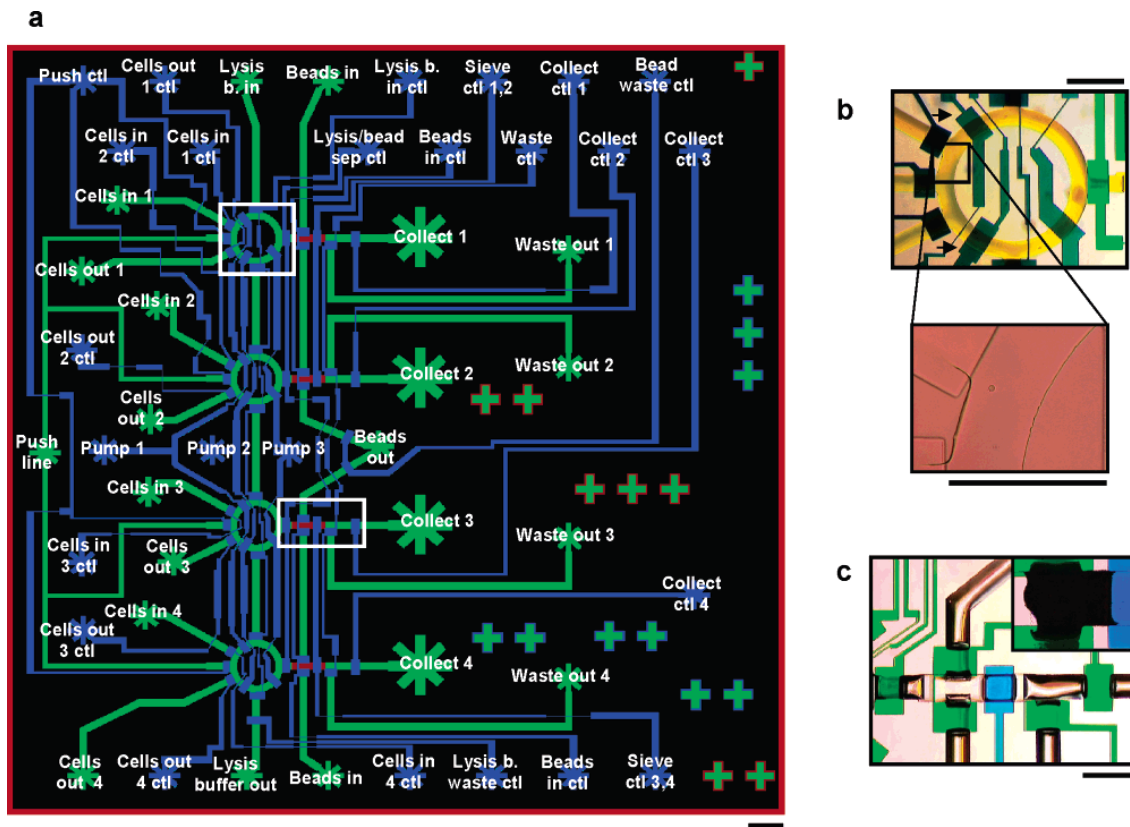 a
Push ctl
Cells out
1 ctl
Lysis
b. in
Beads in
Lysis b.
in ctl
Sieve
ctl 1,2
Collect
ctl 1
Bead
waste ctl
Cells in
2 ctl
Cells in
1 ctl
Lysis/bead
sep ctl
Beads
in ctl
Waste
ctl
Collect
ctl 2
Collect
ctl 3
Cells in 1
Collect 1
Waste out 1
Cells out 1
Cells in 2
Cells out
2 ctl
Collect 2
Waste out 2
Cells
out 2
Push
line
Pump 1
Pump 2
Pump 3
Beads
out
Cells in 3
Collect 3
Waste out 3
Cells in
3 ctl
Cells
out 3
Collect
ctl 4
Cells in 4
Cells out
3 ctl
Collect 4
Waste out 4
Cells
out 4
Cells out
4 ctl
Lysis
buffer out
Beads in
Cells in
4 ctl
Lysis b.
waste ctl
Beads
in ctl
Sieve
ctl 3,4
b
c